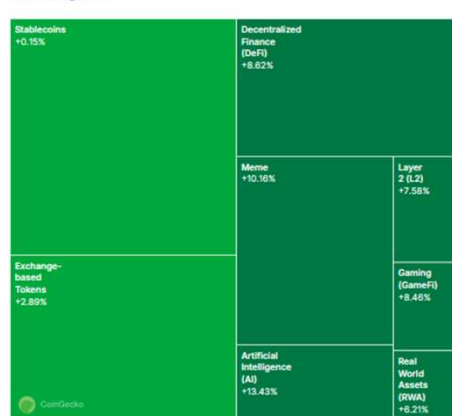 Stablecoins
+0.15%
Decentralized
Finance
(DeFi)
+8.62%
Meme
+10.16%
Layer
2 (L2)
+7.58%
Exchange-
based
Tokens
+2.89%
Gaming
(GameFi)
+8.46%
Artificial
Intelligence
(AI)
+13.43%
Real
World
Assets
(RWA)
+6.21%
CoinGecko